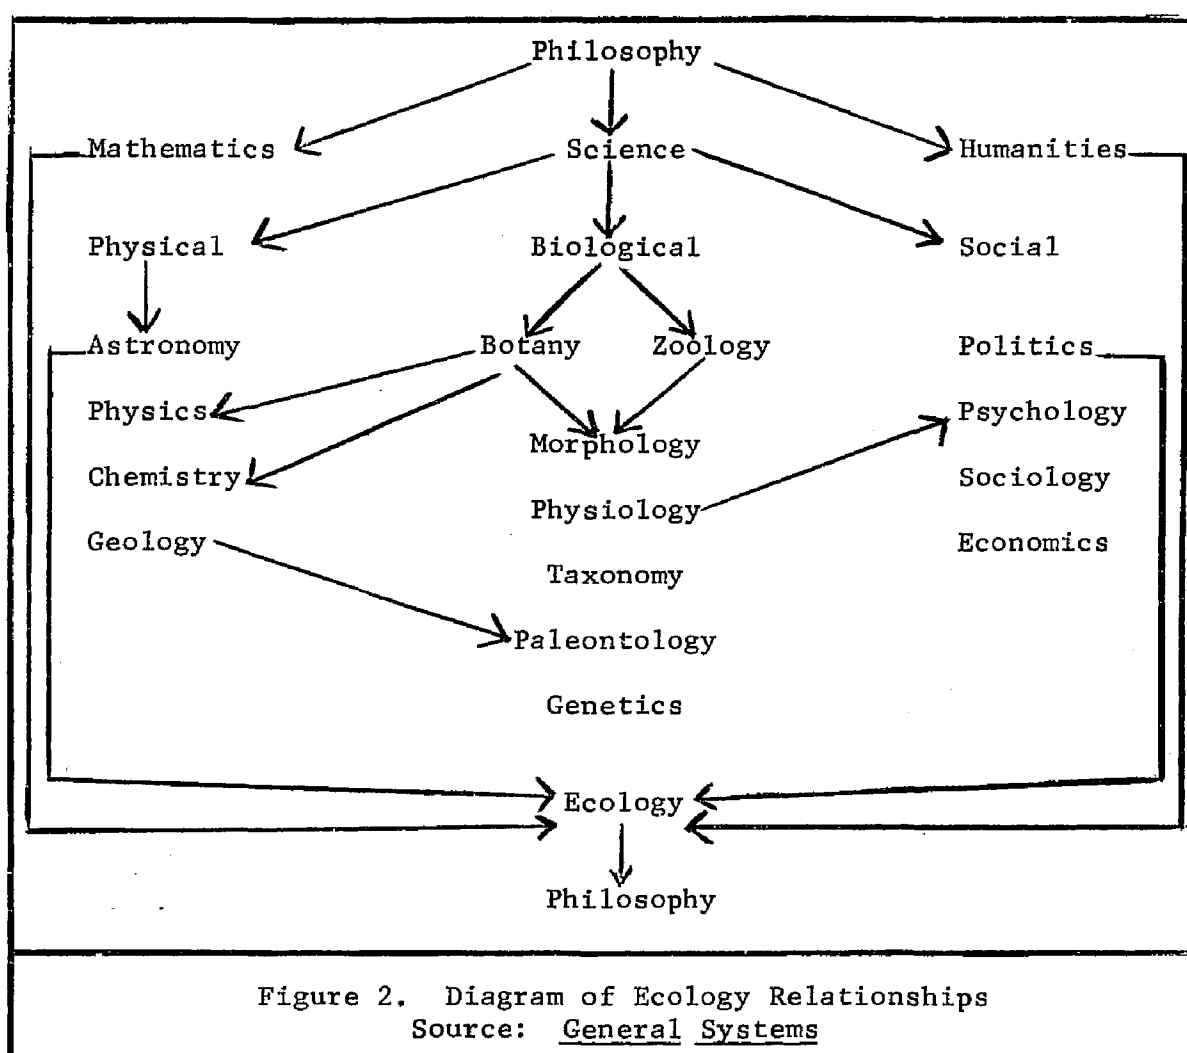 Philosophy
Mathematics Science Humanities
Physical Biological Social
Astronomy Botany Zoology Politics
Physics Psychology
Morphology
Chemistry Sociology
Physiology
Geology Economics
Taxonomy
Paleontology
Genetics
Ecology
Philosophy
Figure 2. Diagram of Ecology Relationships
Source: General Systems